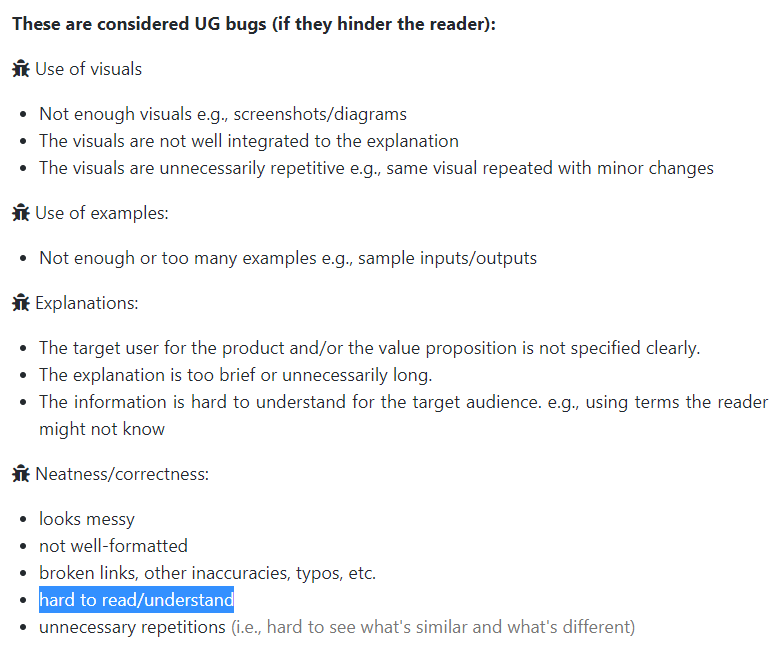 These are considered UG bugs (if they hinder the reader):
Use of visuals
Not enough visuals e.g., screenshots/diagrams
The visuals are not well integrated to the explanation
The visuals are unnecessarily repetitive e.g., same visual repeated with minor changes
Use of examples:
Not enough or too many examples e.g., sample inputs/outputs
Explanations:
The target user for the product and/or the value proposition is not specified clearly.
The explanation is too brief or unnecessarily long.
The information is hard to understand for the target audience. e.g., using terms the reader
might not know
Neatness/correctness:
looks messy
not well-formatted
broken links, other inaccuracies, typos, etc.
hard to read/understand
unnecessary repetitions (i.e., hard to see what's similar and what's different)